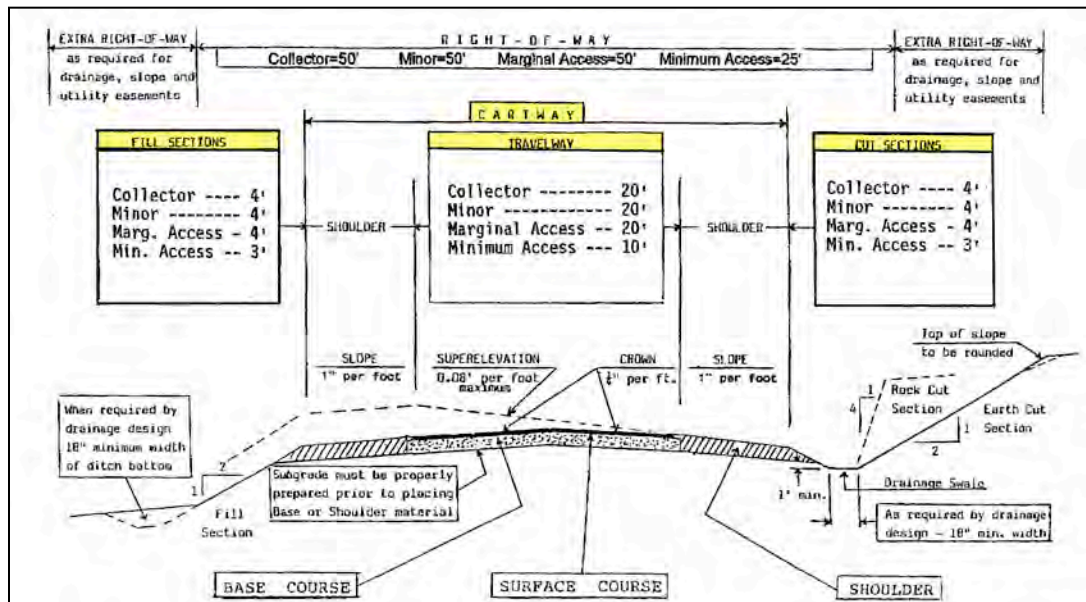 EXTRA RIGHT-OF-WAY
as required for
drainage, slope and
utility easements
RIGHT-OF-WAY
Collector=50' Minor=50' Marginal Access=50' Minimum Access=25'
EXTRA RIGHT-OF-WAY
as required for
drainage, slope and
utility easements
CARTWAY
FILL SECTIONS
Collector ---- 4'
Minor -------- 4'
Marg. Access - 4'
Min. Access -- 3'
SHOULDER
TRAVELWAY
Collector -------- 20'
Minor ------------ 20'
Marginal Access -- 20'
Minimum Access --- 10'
SHOULDER
CUT SECTIONS
Collector ---- 4'
Minor -------- 4'
Marg. Access - 4'
Min. Access -- 3'
SLOPE
1" per foot
SUPERELEVATION
0.08' per foot
maximum
CROWN
" per ft.
SLOPE
1" per foot
Top of slope
to be rounded
1
4
Rock Cut
Section
Earth Cut
Section
1
2
When required by
drainage design
18" minimum width
of ditch bottom
2
1
Fill
Section
Subgrade must be properly
prepared prior to placing
Base or Shoulder material
1' min.
Drainage Swale
As required by drainage
design - 18" min. width
BASE COURSE
SURFACE COURSE
SHOULDER